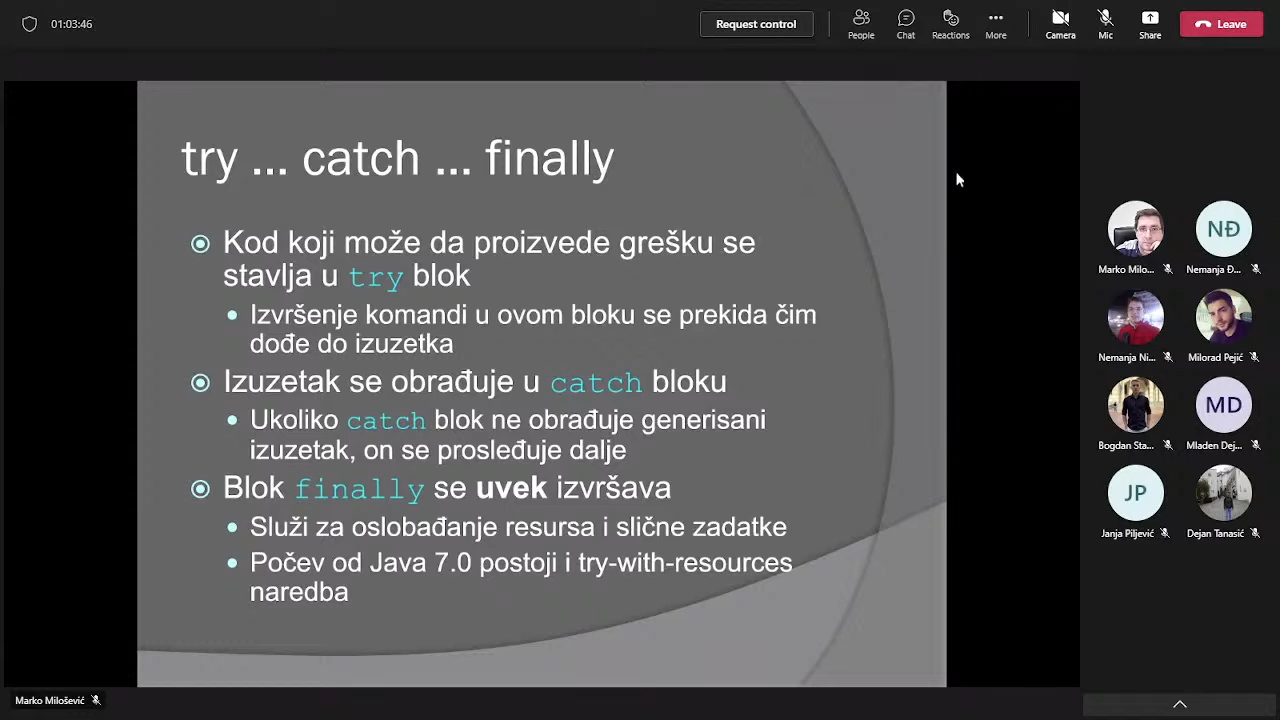 01:03:46
Request control
People
Chat
Reactions
More
Camera
Mic
Share
Leave
try ... catch ... finally
Kod koji može da proizvede grešku se
stavlja u try blok
Izvršenje komandi u ovom bloku se prekida čim
dođe do izuzetka
Izuzetak se obrađuje u catch bloku
Ukoliko catch blok ne obrađuje generisani
izuzetak, on se prosleđuje dalje
Blok finally se uvek izvršava
Služi za oslobađanje resursa i slične zadatke
Počev od Java 7.0 postoji i try-with-resources
naredba
NĐ
Marko Milo...
Nemanja Đ...
Nemanja Ni...
Milorad Pejić
MD
Bogdan Sta...
Mladen Dej...
JP
Janja Piljević
Dejan Tanasić
Marko Milošević